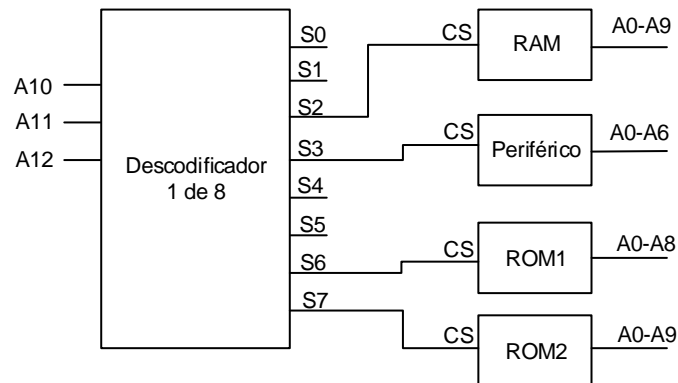 A10
A11
A12
Descodificador
1 de 8
S0
S1
S2
S3
S4
S5
S6
S7
CS
RAM
A0-A9
CS
Periférico
A0-A6
CS
ROM1
A0-A8
CS
ROM2
A0-A9